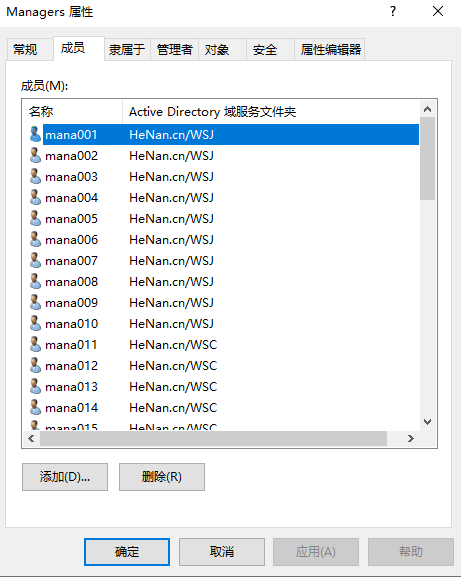 Managers 属性
? ×
常规 成员 隶属于 管理者 对象 安全 属性编辑器
成员(M):
名称 Active Directory 域服务文件夹
mana001 HeNan.cn/WSJ
mana002 HeNan.cn/WSJ
mana003 HeNan.cn/WSJ
mana004 HeNan.cn/WSJ
mana005 HeNan.cn/WSJ
mana006 HeNan.cn/WSJ
mana007 HeNan.cn/WSJ
mana008 HeNan.cn/WSJ
mana009 HeNan.cn/WSJ
mana010 HeNan.cn/WSJ
mana011 HeNan.cn/WSC
mana012 HeNan.cn/WSC
mana013 HeNan.cn/WSC
mana014 HeNan.cn/WSC
mana015 HeNan.cn/WSC
添加(D)... 删除(R)
确定 取消 应用(A) 帮助